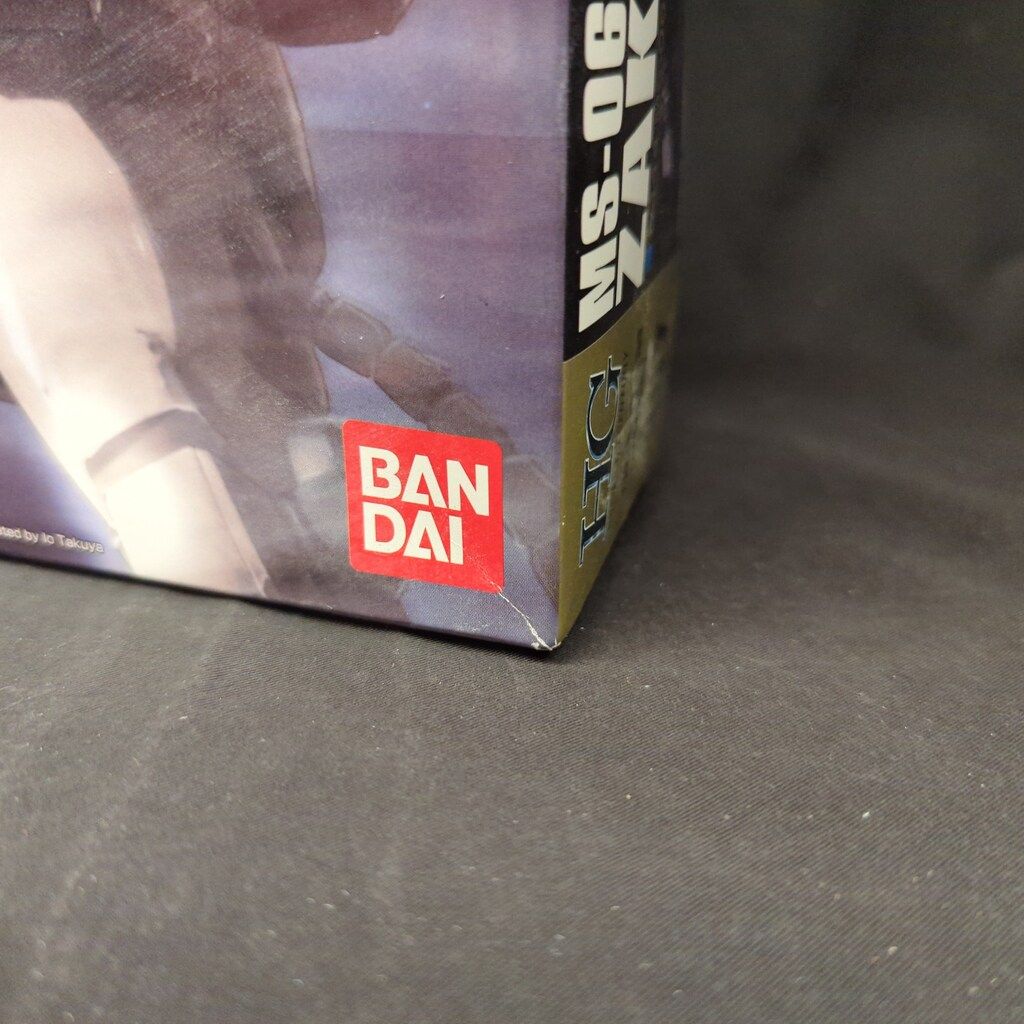 MS-06
ZAK
HG
BAN
DAI
ted by Io Takuya